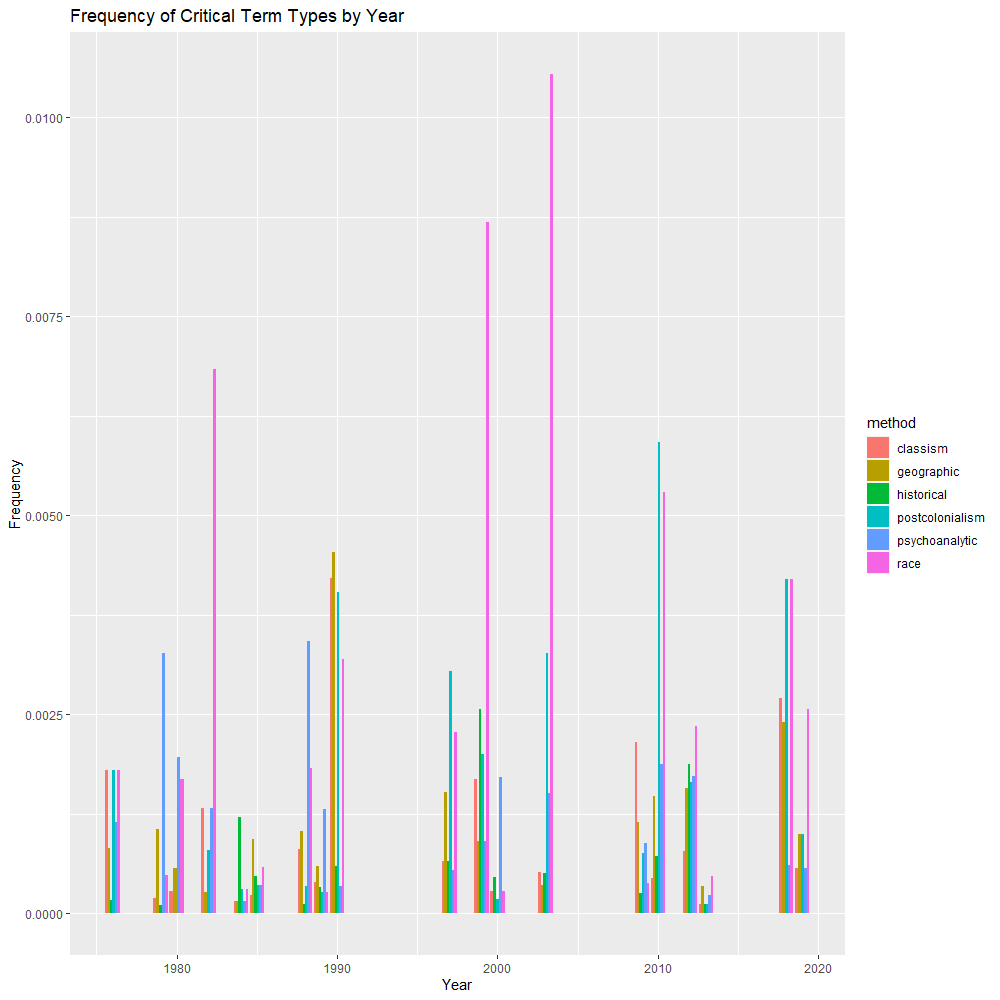 Frequency of Critical Term Types by Year
0.0100
0.0075
0.0050
0.0025
0.0000
Frequency
1980 1990 2000 2010 2020
Year
method
classism
geographic
historical
postcolonialism
psychoanalytic
race